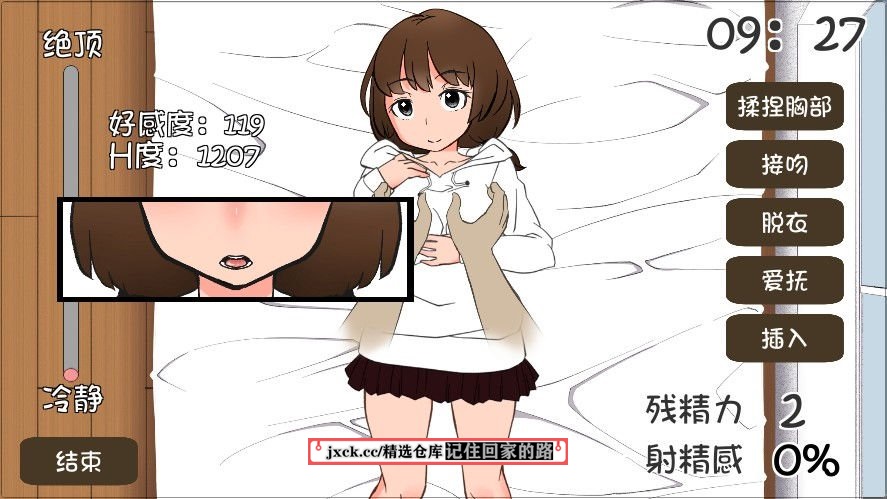 绝顶
09: 27
好感度: 119
H度: 1207
揉捏胸部
接吻
脱衣
爱抚
插入
冷静
残精力 2
结束
jxck.cc/精选仓库 记住回家的路
射精感 0%